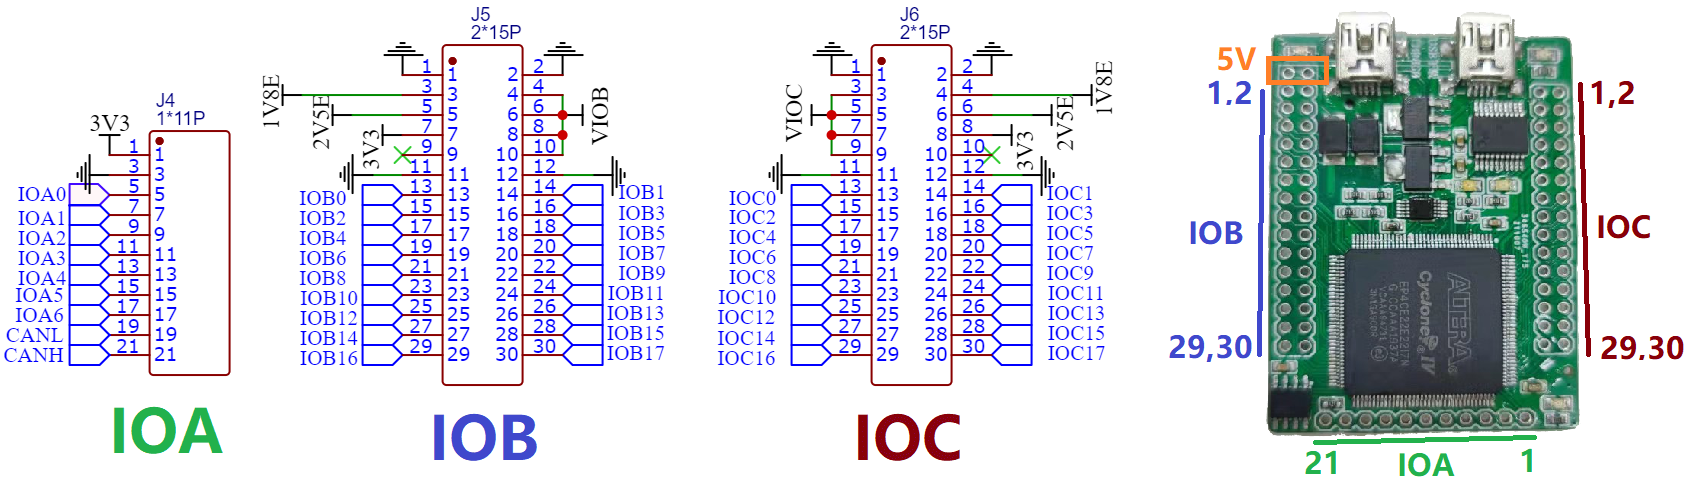 J4
1*11P
3V3
1 1
3 3
IOA0 5 5
IOA1 7 7
IOA2 9 9
IOA3 11 11
IOA4 13 13
IOA5 15 15
IOA6 17 17
CANL 19 19
CANH 21 21
IOA
J5
2*15P
1 1 2 2
1V8E 3 3 4 4
2V5E 5 5 6 6 VIOB
3V3 7 7 8 8
9 9 10 10
11 11 12 12
IOB0 13 13 14 14 IOB1
IOB2 15 15 16 16 IOB3
IOB4 17 17 18 18 IOB5
IOB6 19 19 20 20 IOB7
IOB8 21 21 22 22 IOB9
IOB10 23 23 24 24 IOB11
IOB12 25 25 26 26 IOB13
IOB14 27 27 28 28 IOB15
IOB16 29 29 30 30 IOB17
IOB
J6
2*15P
1 1 2 2
3 3 4 4 1V8E
VIOC 5 5 6 6 2V5E
7 7 8 8 3V3
9 9 10 10
11 11 12 12
IOC0 13 13 14 14 IOC1
IOC2 15 15 16 16 IOC3
IOC4 17 17 18 18 IOC5
IOC6 19 19 20 20 IOC7
IOC8 21 21 22 22 IOC9
IOC10 23 23 24 24 IOC11
IOC12 25 25 26 26 IOC13
IOC14 27 27 28 28 IOC15
IOC16 29 29 30 30 IOC17
IOC
5V
1,2
1,2
IOB
IOC
29,30
29,30
ALTERA
Cyclone IV
21 IOA 1